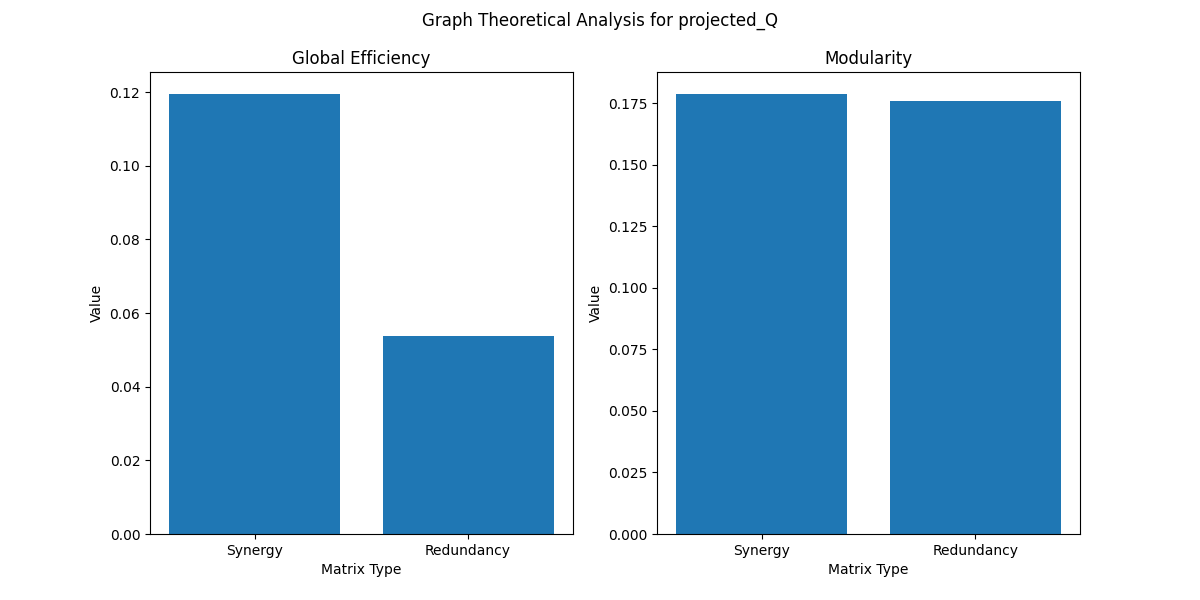 Graph Theoretical Analysis for projected_Q
Global Efficiency
0.12
0.10
0.08
0.06
0.04
0.02
0.00
Value
Synergy
Redundancy
Matrix Type
Modularity
0.175
0.150
0.125
0.100
0.075
0.050
0.025
0.000
Value
Synergy
Redundancy
Matrix Type